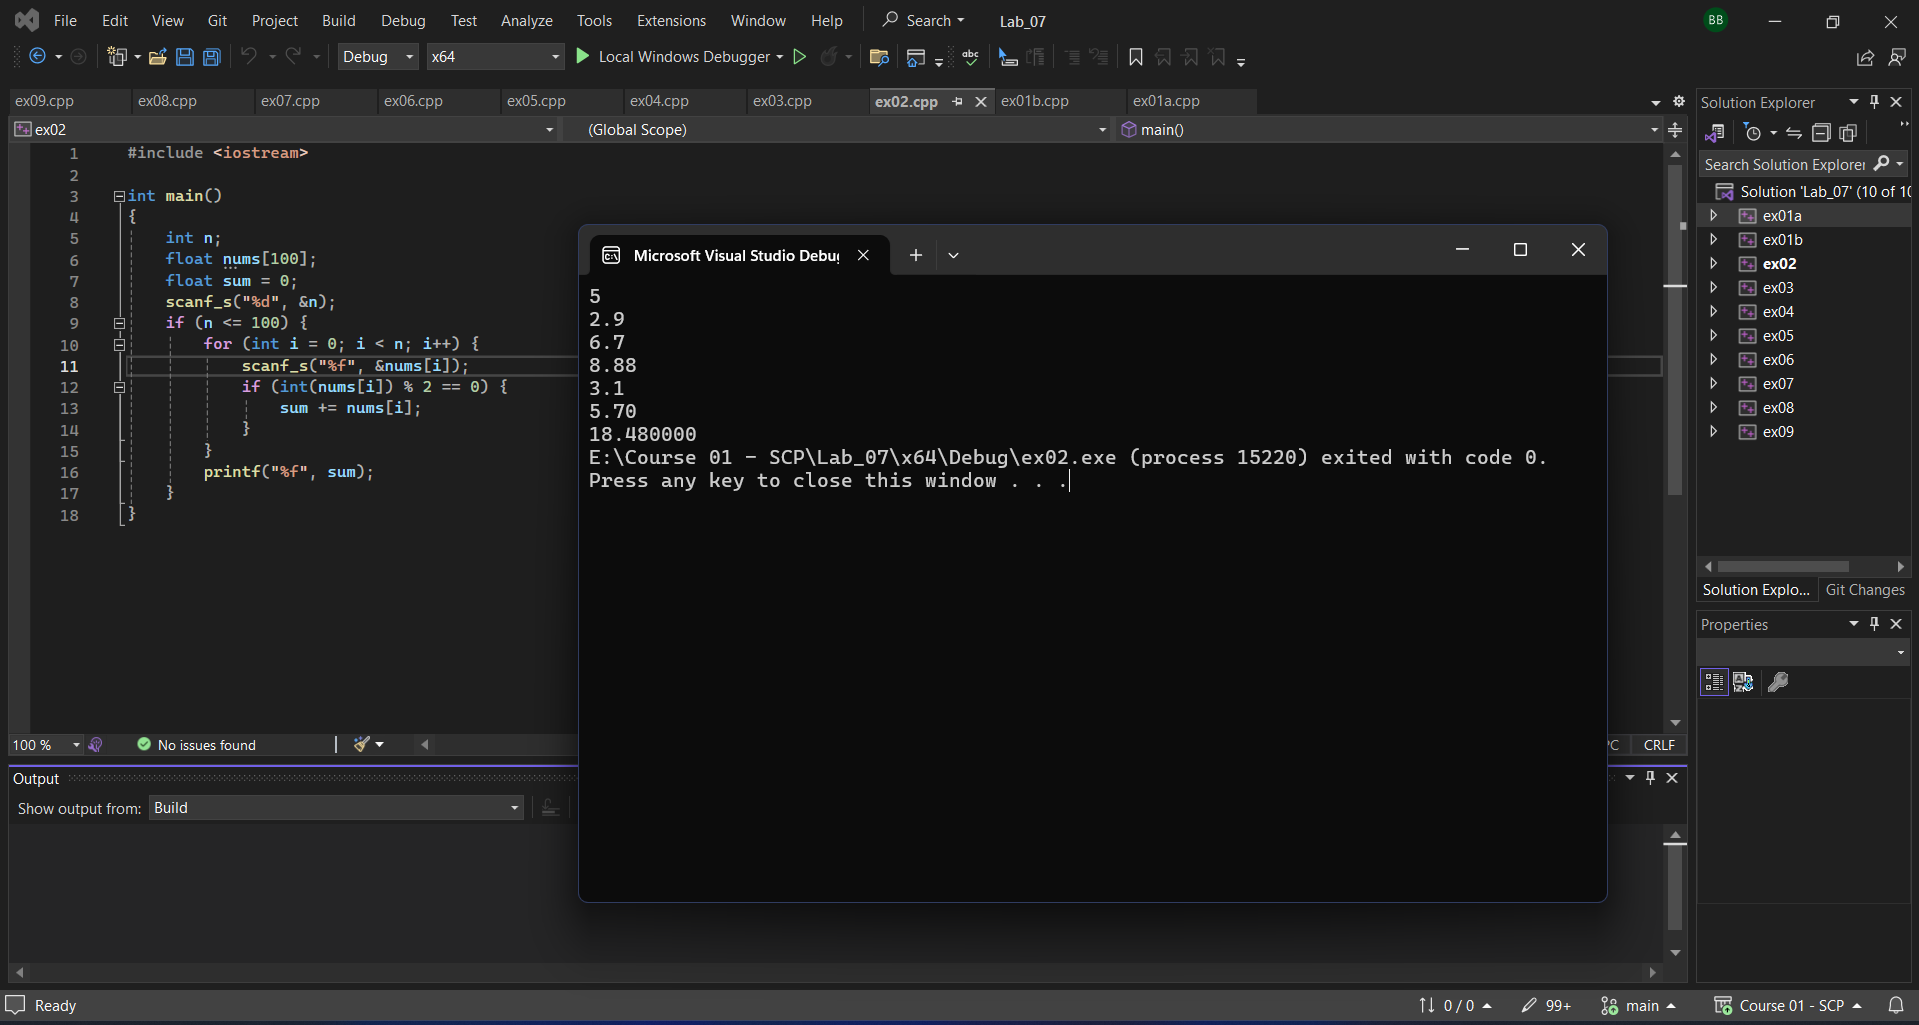 File Edit View Git Project Build Debug Test Analyze Tools Extensions Window Help Search Lab_07 BB
Debug x64 Local Windows Debugger abc
ex09.cpp ex08.cpp ex07.cpp ex06.cpp ex05.cpp ex04.cpp ex03.cpp ex02.cpp ex01b.cpp ex01a.cpp
ex02 (Global Scope) main()
1 #include <iostream>
2
3 int main()
4 {
5 int n;
6 float nums[100];
7 float sum = 0;
8 scanf_s("%d", &n);
9 if (n <= 100) {
10 for (int i = 0; i < n; i++) {
11 scanf_s("%f", &nums[i]);
12 if (int(nums[i]) % 2 == 0) {
13 sum += nums[i];
14 }
15 }
16 printf("%f", sum);
17 }
18 }
Microsoft Visual Studio Debu
5
2.9
6.7
8.88
3.1
5.70
18.480000
E:\Course 01 - SCP\Lab_07\x64\Debug\ex02.exe (process 15220) exited with code 0.
Press any key to close this window . . .
100 % No issues found CRLF
Output
Show output from: Build
Solution Explorer
Search Solution Explorer
Solution 'Lab_07' (10 of 10
ex01a
ex01b
ex02
ex03
ex04
ex05
ex06
ex07
ex08
ex09
Solution Explo... Git Changes
Properties
Ready 0 / 0 99+ main Course 01 - SCP